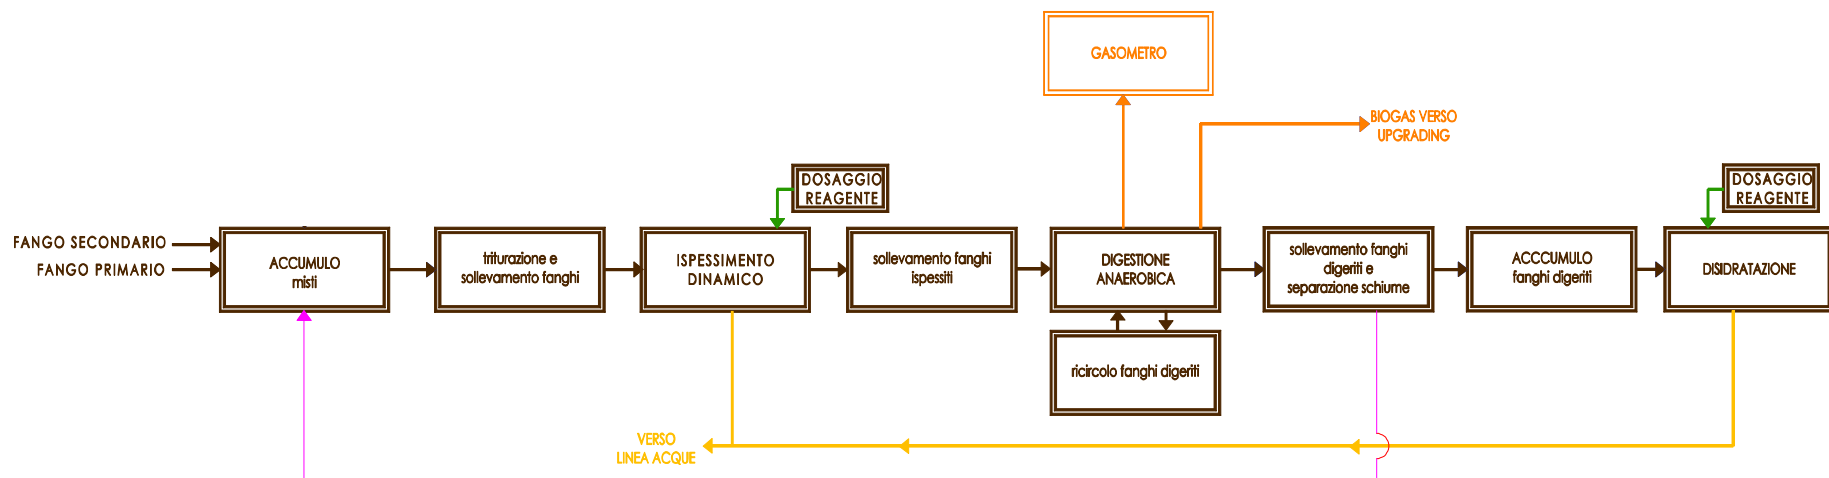 GASOMETRO
BIOGAS VERSO
UPGRADING
DOSAGGIO
REAGENTE
DOSAGGIO
REAGENTE
FANGO SECONDARIO
FANGO PRIMARIO
ACCUMULO
misti
triturazione e
sollevamento fanghi
ISPESSIMENTO
DINAMICO
sollevamento fanghi
ispessiti
DIGESTIONE
ANAEROBICA
sollevamento fanghi
digeriti e
separazione schiume
ACCCUMULO
fanghi digeriti
DISIDRATAZIONE
ricircolo fanghi digeriti
VERSO
LINEA ACQUE